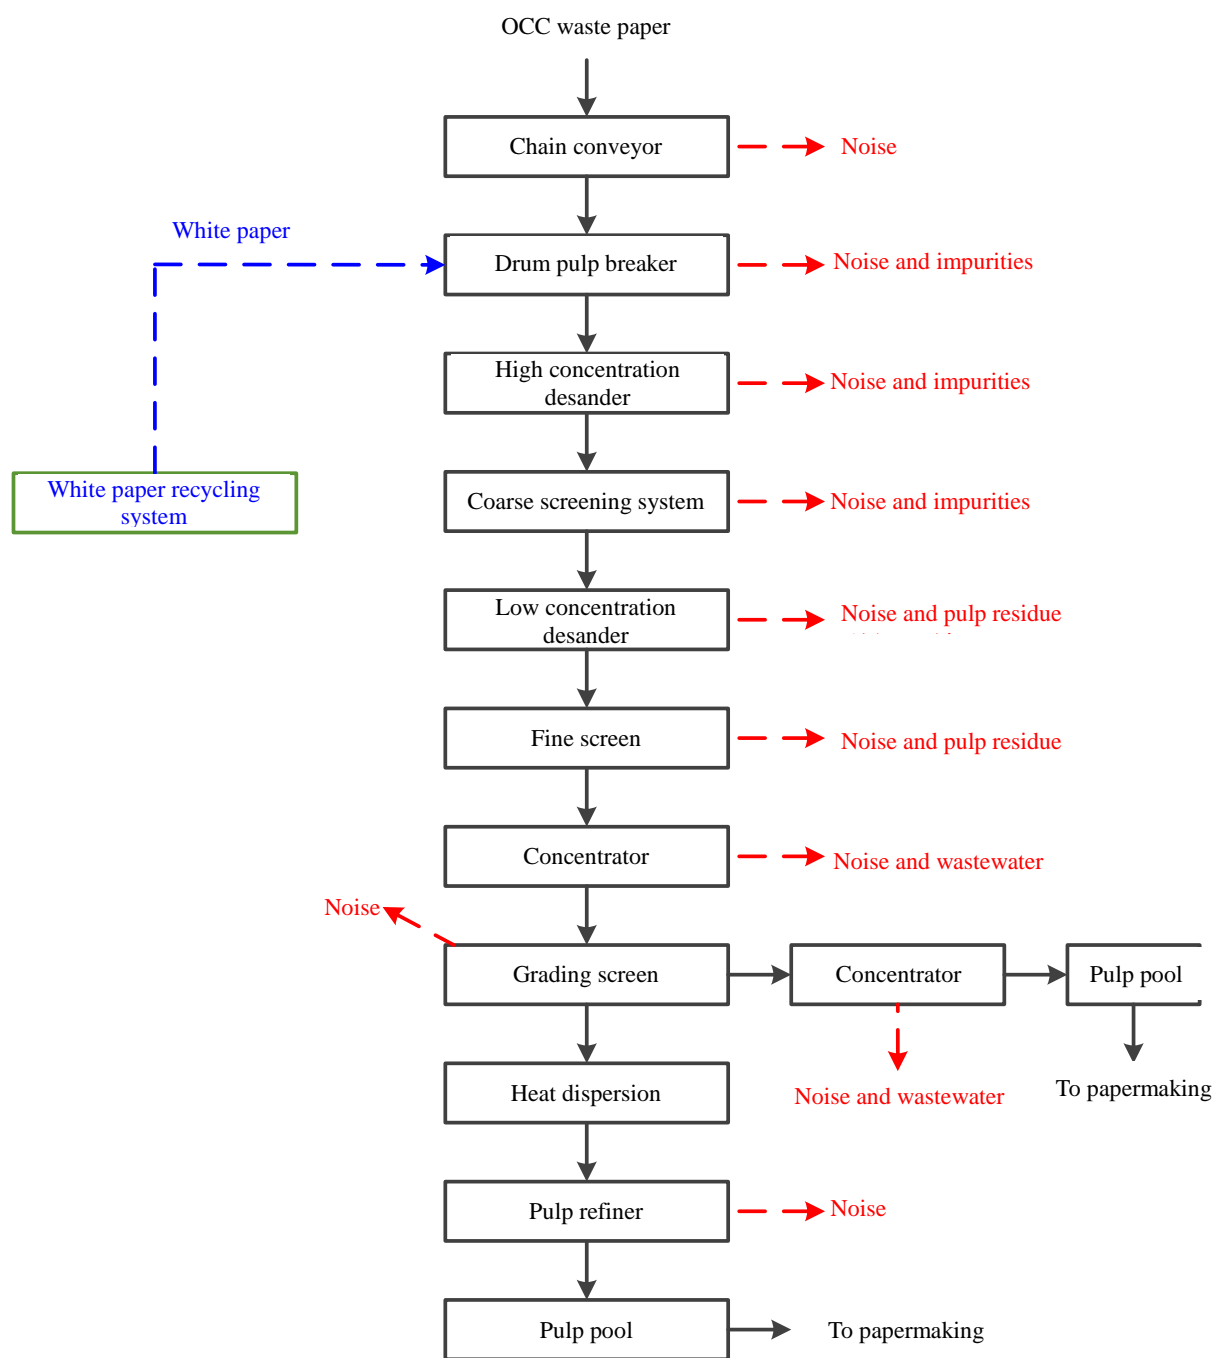 OCC waste paper
Chain conveyor
Noise
White paper
Drum pulp breaker
Noise and impurities
High concentration
desander
Noise and impurities
White paper recycling
system
Coarse screening system
Noise and impurities
Low concentration
desander
Noise and pulp residue
Fine screen
Noise and pulp residue
Concentrator
Noise and wastewater
Noise
Grading screen
Concentrator
Pulp pool
Heat dispersion
Noise and wastewater
To papermaking
Pulp refiner
Noise
Pulp pool
To papermaking